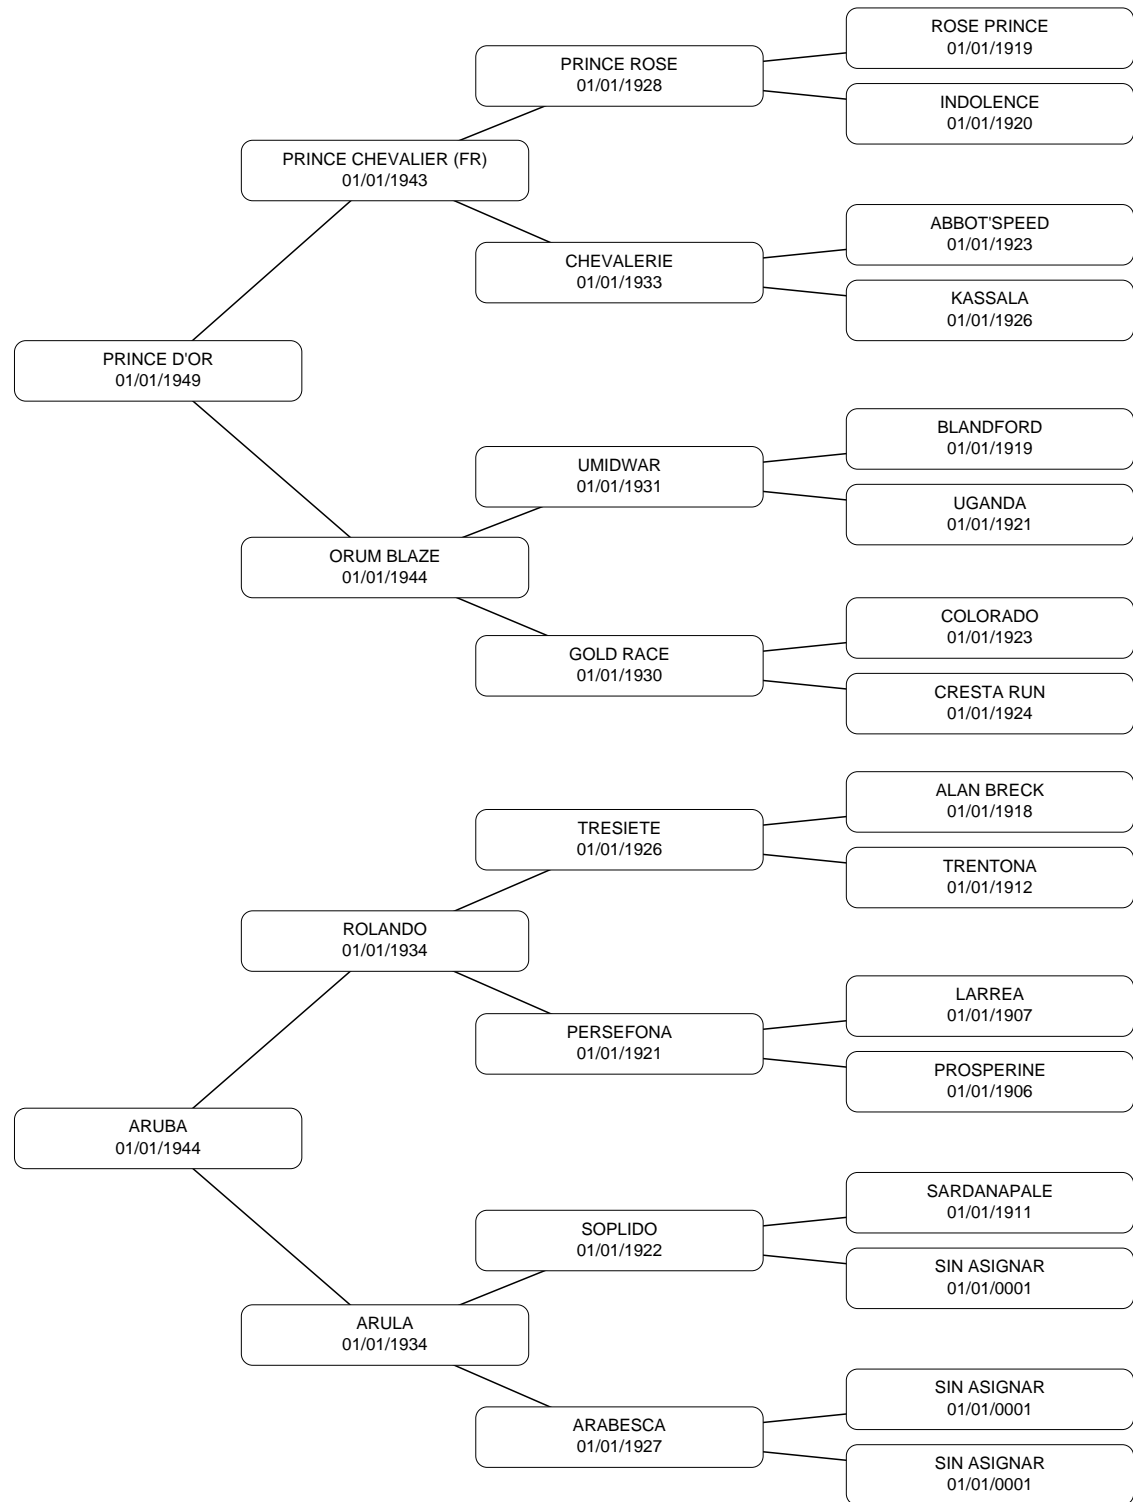 ROSE PRINCE
01/01/1919
PRINCE ROSE
01/01/1928
INDOLENCE
01/01/1920
PRINCE CHEVALIER (FR)
01/01/1943
ABBOT'SPEED
01/01/1923
CHEVALERIE
01/01/1933
KASSALA
01/01/1926
PRINCE D'OR
01/01/1949
BLANDFORD
01/01/1919
UMIDWAR
01/01/1931
UGANDA
01/01/1921
ORUM BLAZE
01/01/1944
COLORADO
01/01/1923
GOLD RACE
01/01/1930
CRESTA RUN
01/01/1924
ALAN BRECK
01/01/1918
TRESIETE
01/01/1926
TRENTONA
01/01/1912
ROLANDO
01/01/1934
LARREA
01/01/1907
PERSEFONA
01/01/1921
PROSPERINE
01/01/1906
ARUBA
01/01/1944
SARDANAPALE
01/01/1911
SOPLIDO
01/01/1922
SIN ASIGNAR
01/01/0001
ARULA
01/01/1934
SIN ASIGNAR
01/01/0001
ARABESCA
01/01/1927
SIN ASIGNAR
01/01/0001